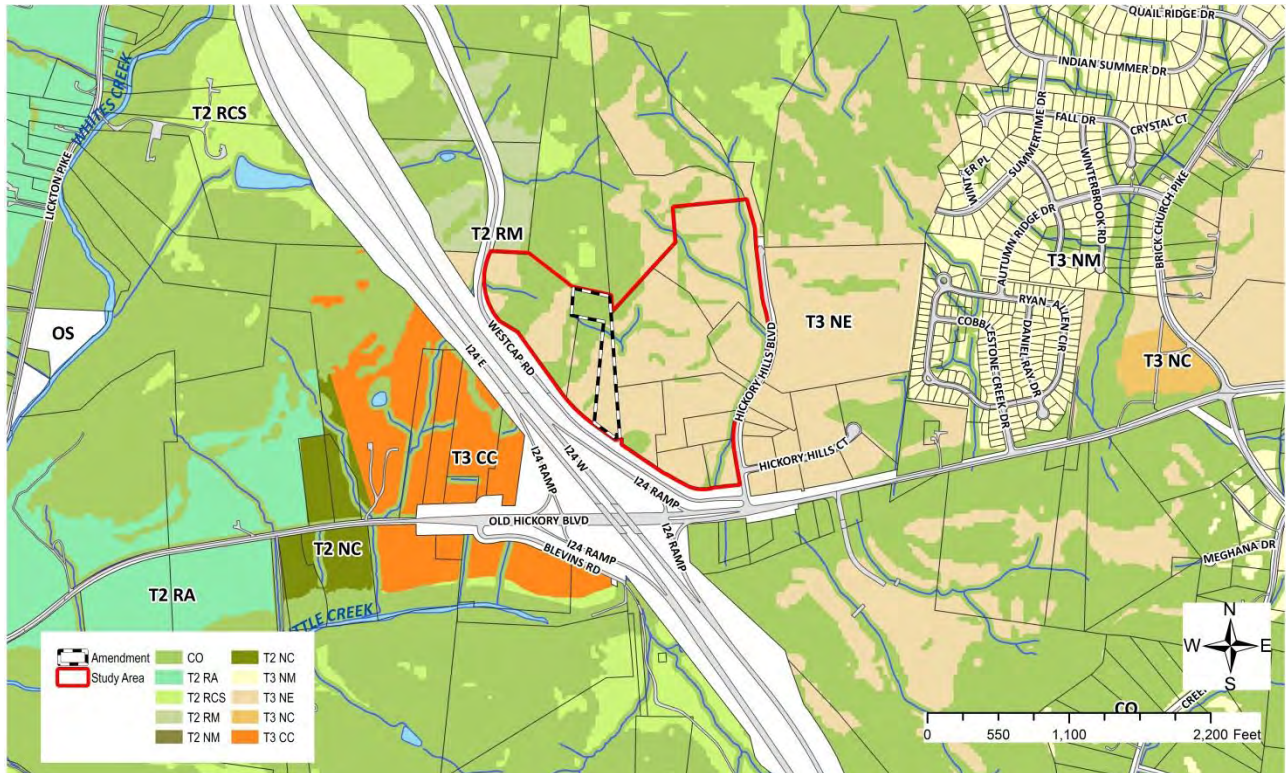 QUAIL RIDGE DR
INDIAN SUMMER DR
FALL DR
CRYSTAL CT
SUMMERTIME DR
WINTER PL
WINTERBROOK RD
AUTUMN RIDGE DR
BRICK CHURCH PIKE
T3 NM
RYAN ALLEN CIR
COBBLESTONE CREEK DR
DANIEL RAY DR
T3 NC
T3 NE
WHITES CREEK
LICKTON PIKE
T2 RCS
T2 RM
OS
WESTCAP RD
I24 E
I24 W
HICKORY HILLS BLVD
HICKORY HILLS CT
T3 CC
I24 RAMP
I24 RAMP
OLD HICKORY BLVD
I24 RAMP
I24 RAMP
BLEVINS RD
T2 NC
T2 RA
TTLE CREEK
MEGHANA DR
CO
CREE
N
W E
S
0 550 1,100 2,200 Feet
Amendment
Study Area
CO
T2 RA
T2 RCS
T2 RM
T2 NM
T2 NC
T3 NM
T3 NE
T3 NC
T3 CC